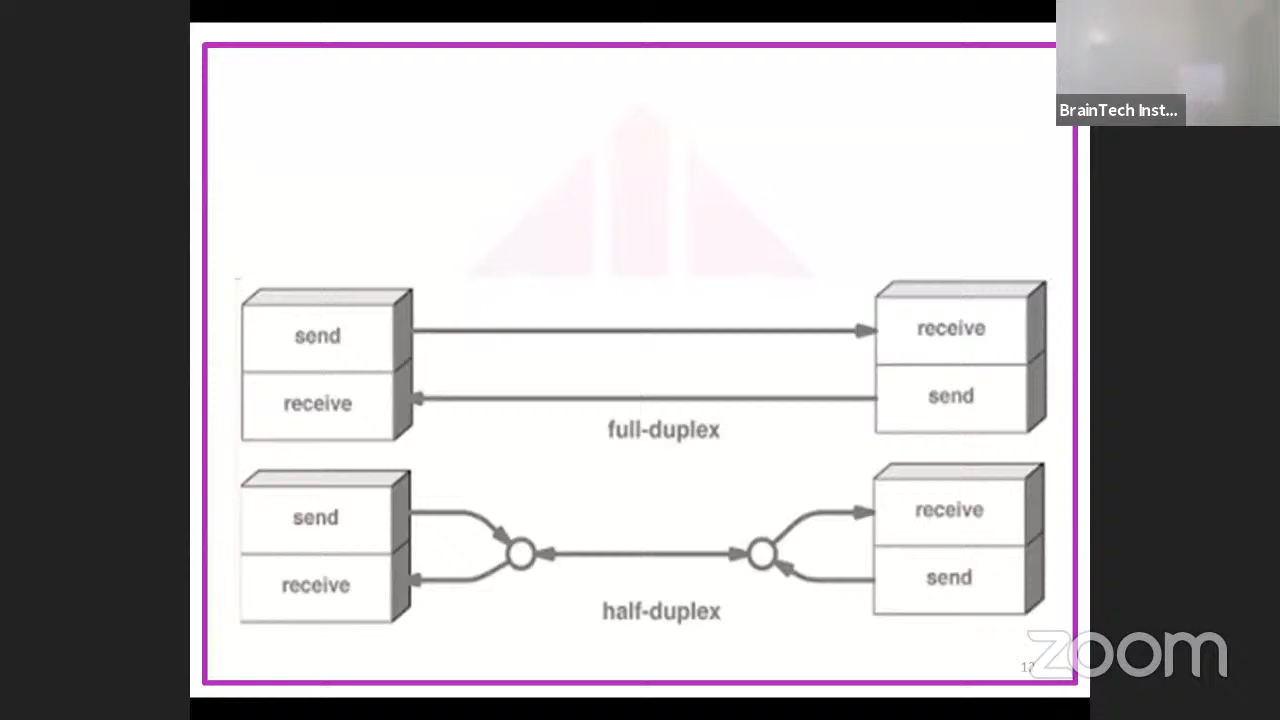 BrainTech Inst...
send
receive
receive
send
full-duplex
send
receive
receive
send
half-duplex
zoom